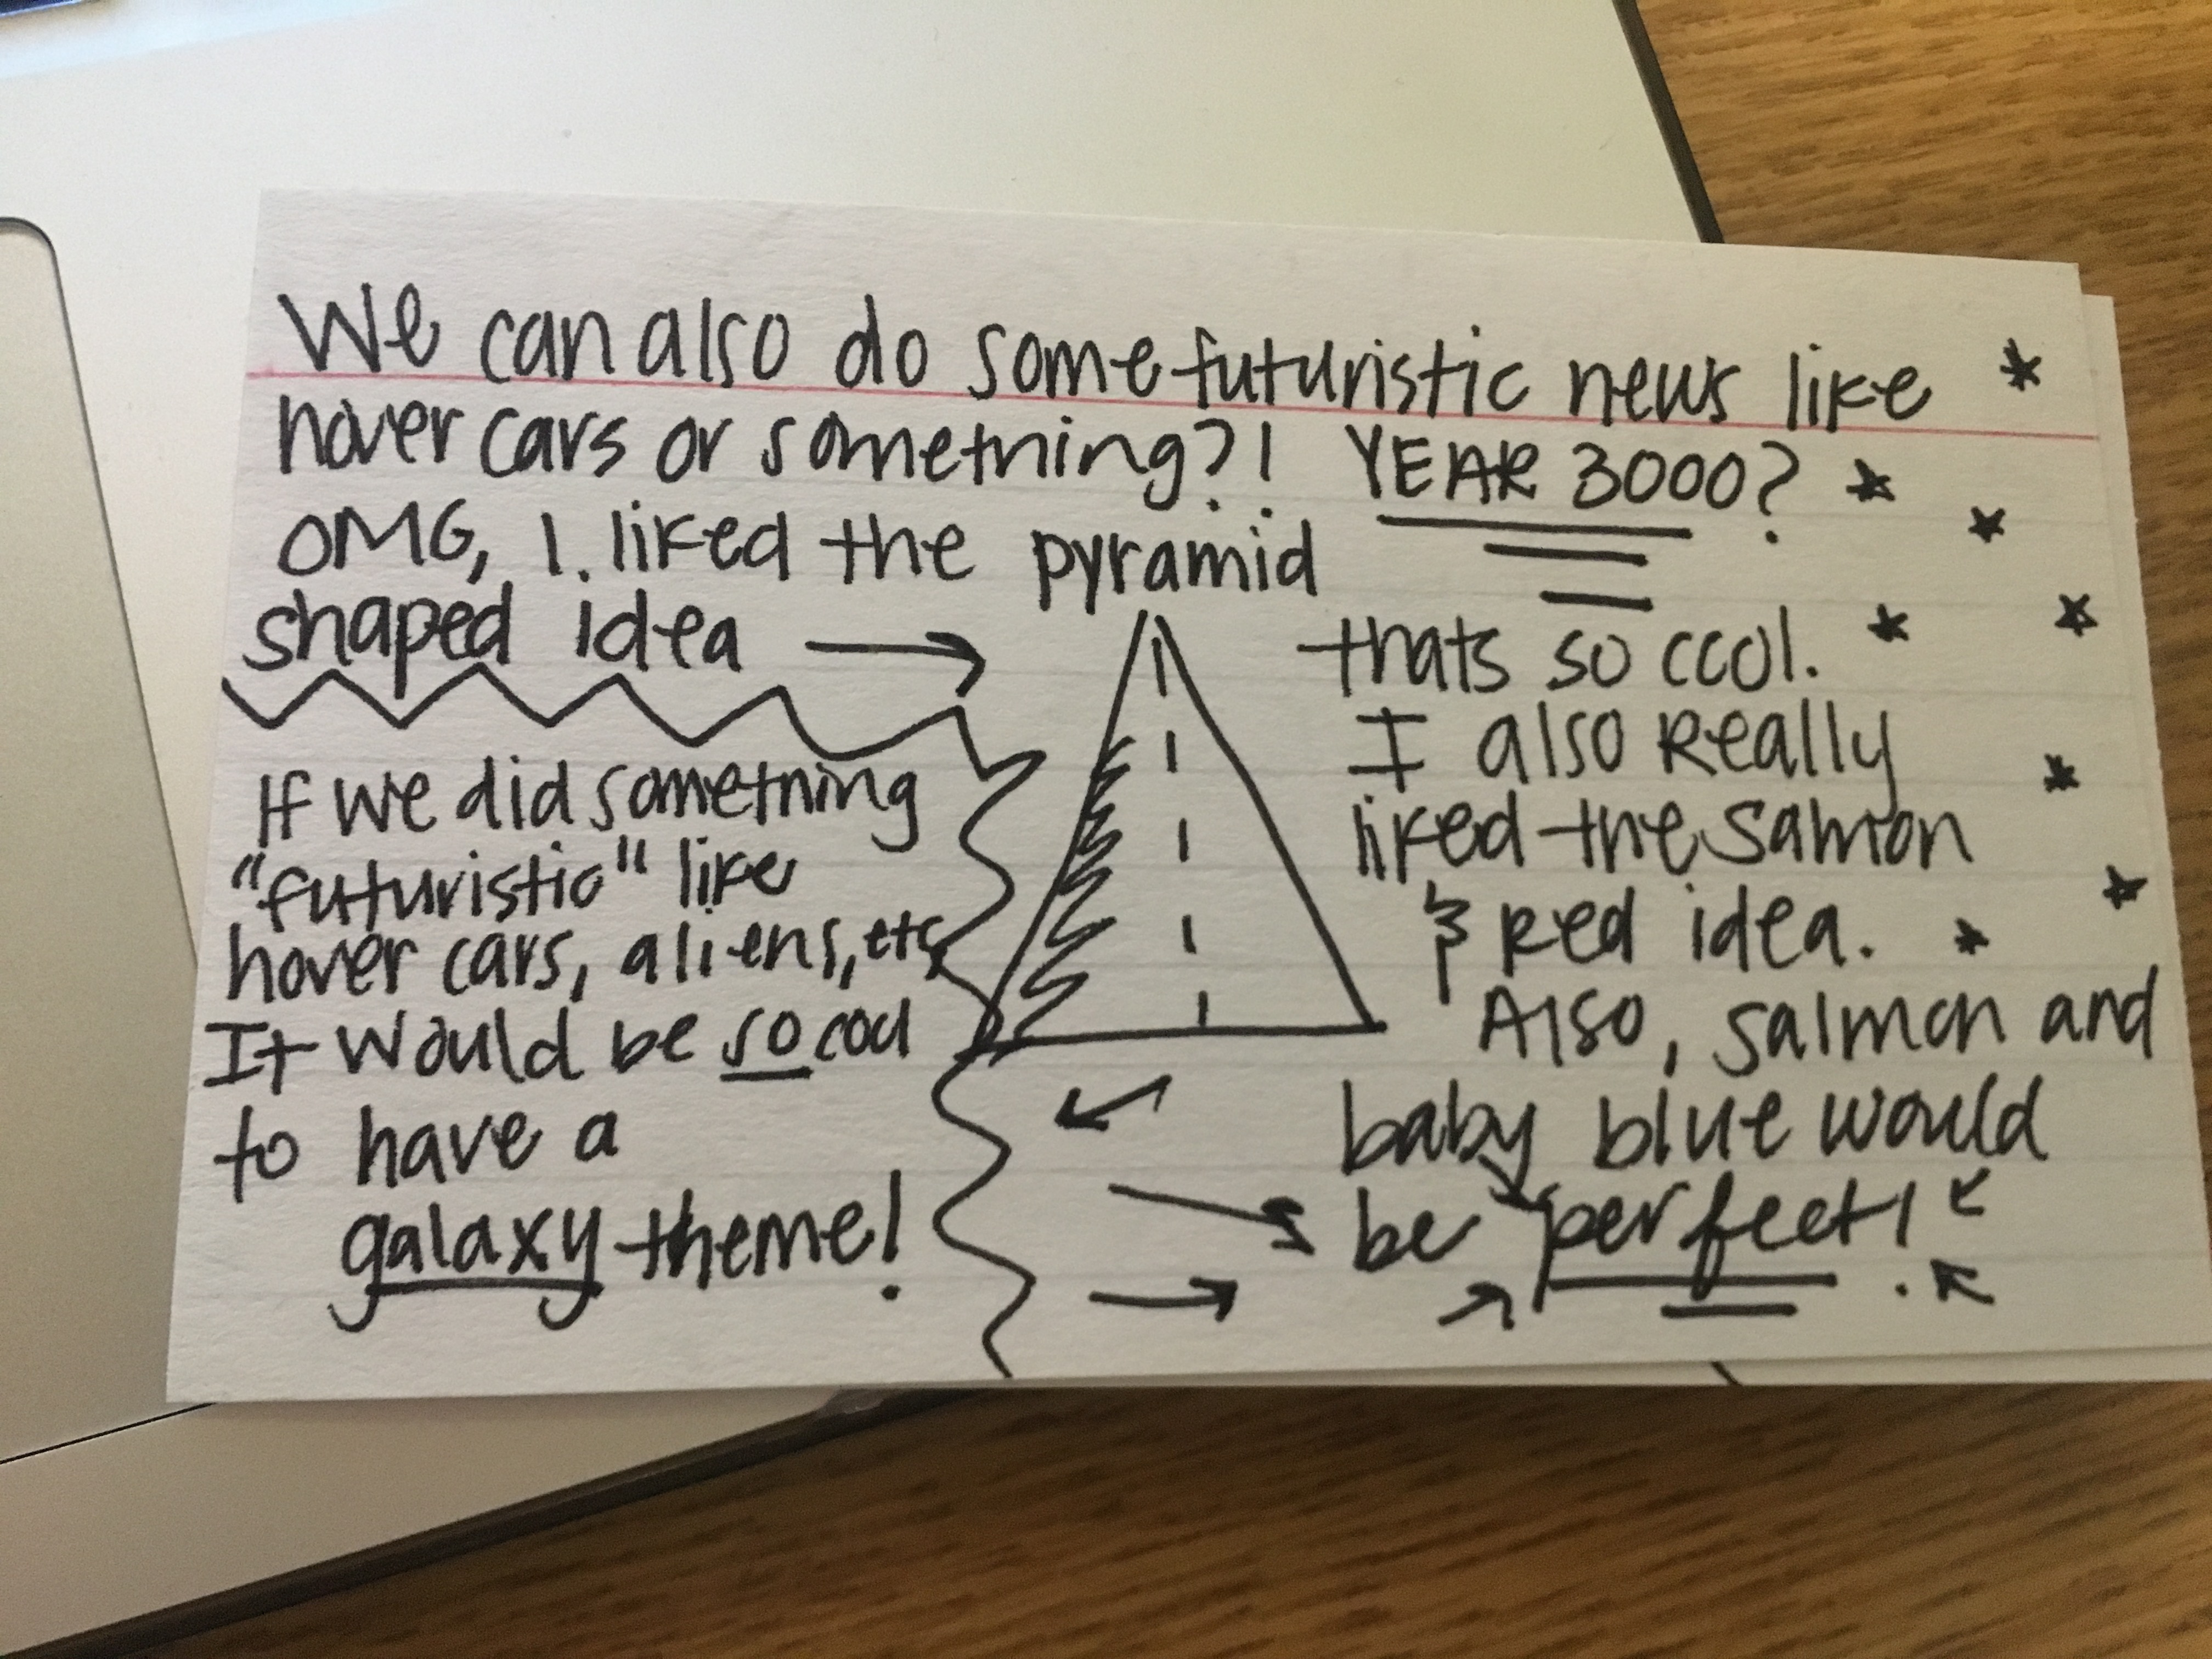 We can also do some futuristic news like
hover cars or something?! YEAR 3000?
OMG, I liked the pyramid
shaped idea
thats so cool.
If we did something
"futuristic" like
hover cars, aliens, etc
It would be so cool
to have a
galaxy theme!
I also really
liked the salmon
& red idea.
Also, salmon and
baby blue would
be perfect!